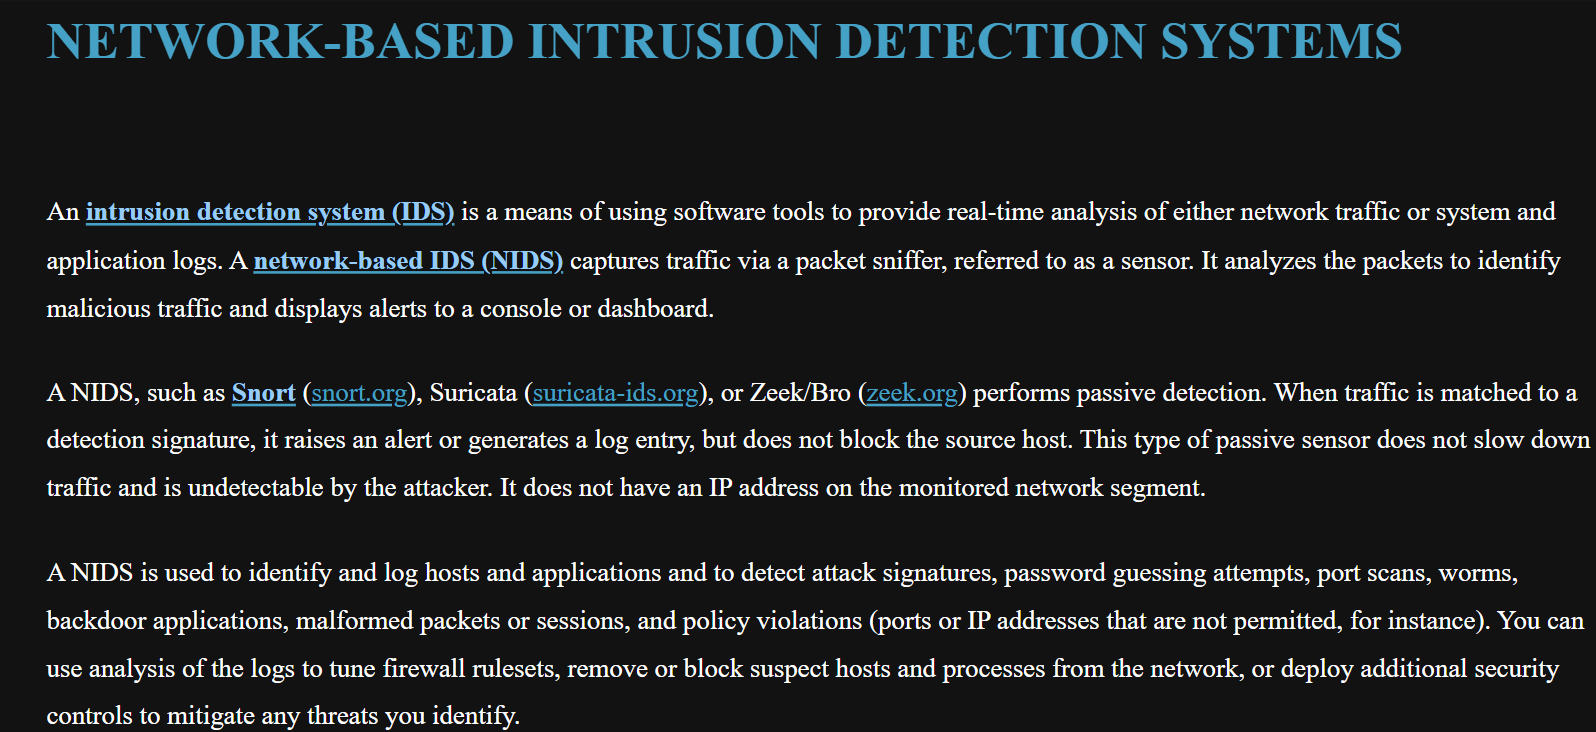 NETWORK-BASED INTRUSION DETECTION SYSTEMS
An intrusion detection system (IDS) is a means of using software tools to provide real-time analysis of either network traffic or system and
application logs. A network-based IDS (NIDS) captures traffic via a packet sniffer, referred to as a sensor. It analyzes the packets to identify
malicious traffic and displays alerts to a console or dashboard.
A NIDS, such as Snort (snort.org), Suricata (suricata-ids.org), or Zeek/Bro (zeek.org) performs passive detection. When traffic is matched to a
detection signature, it raises an alert or generates a log entry, but does not block the source host. This type of passive sensor does not slow down
traffic and is undetectable by the attacker. It does not have an IP address on the monitored network segment.
A NIDS is used to identify and log hosts and applications and to detect attack signatures, password guessing attempts, port scans, worms,
backdoor applications, malformed packets or sessions, and policy violations (ports or IP addresses that are not permitted, for instance). You can
use analysis of the logs to tune firewall rulesets, remove or block suspect hosts and processes from the network, or deploy additional security
controls to mitigate any threats you identify.